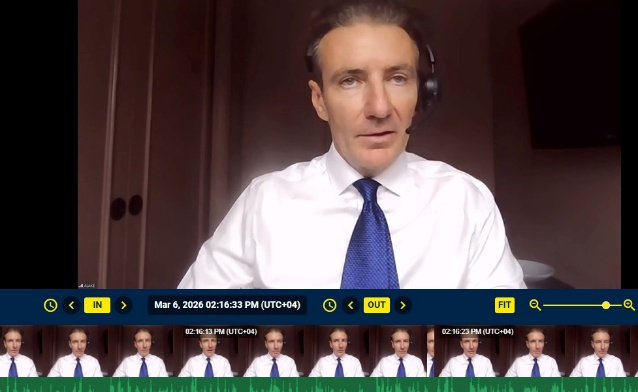 IN
Mar 6, 2026 02:16:33 PM (UTC+04)
OUT
FIT
02:16:13 PM (UTC+04)
02:16:23 PM (UTC+04)